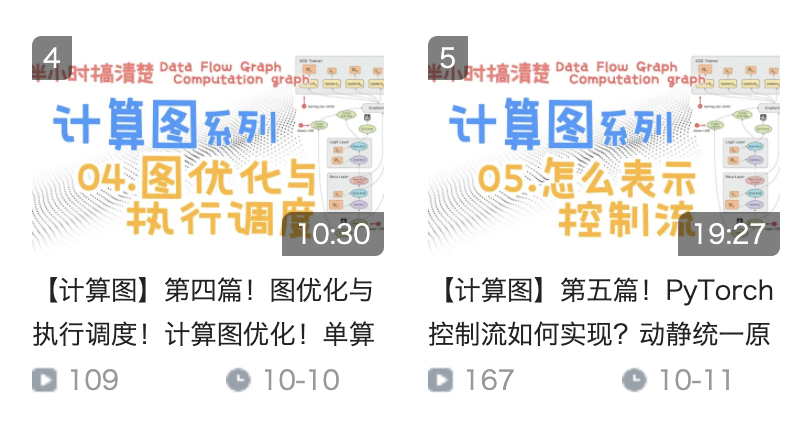 4
半小时搞清楚 Data Flow Graph
Computation graph
计算图系列
04.图优化与
执行调度
10:30
【计算图】第四篇！图优化与
执行调度！计算图优化！单算
109
10-10
5
半小时搞清楚 Data Flow Graph
Computation graph
计算图系列
05.怎么表示
控制流
19:27
【计算图】第五篇！PyTorch
控制流如何实现？动静统一原
167
10-11